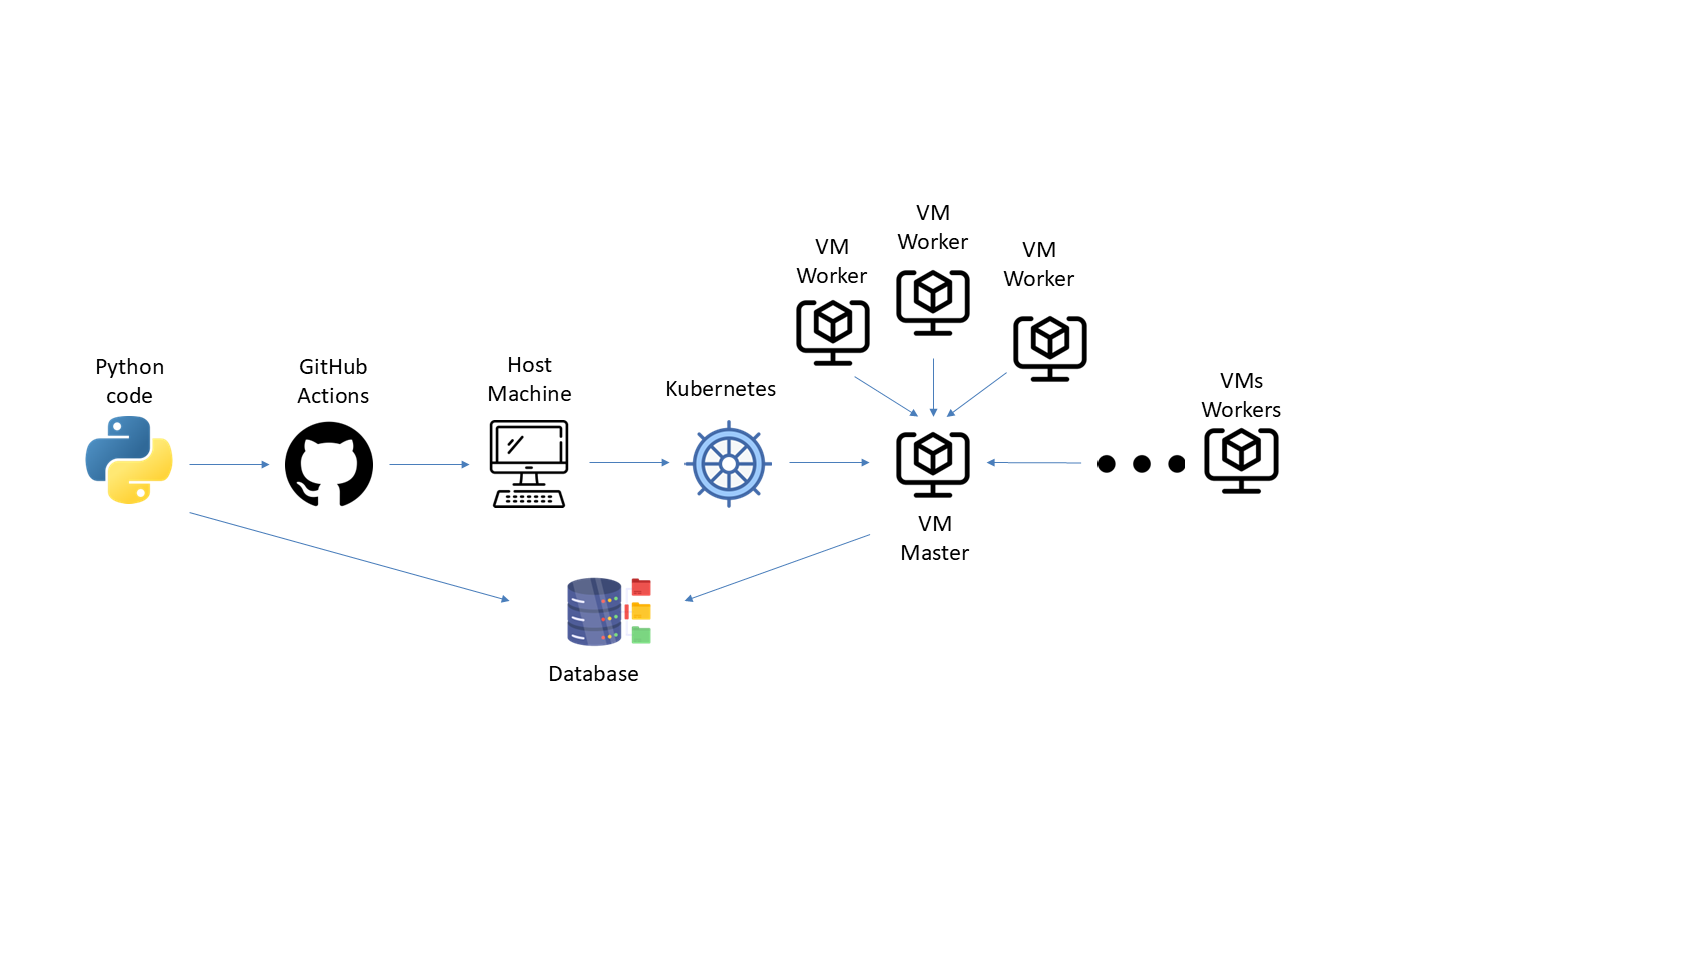 VM
Worker
VM
Worker
VM
Worker
Python
code
GitHub
Actions
Host
Machine
Kubernetes
VMs
Workers
VM
Master
Database